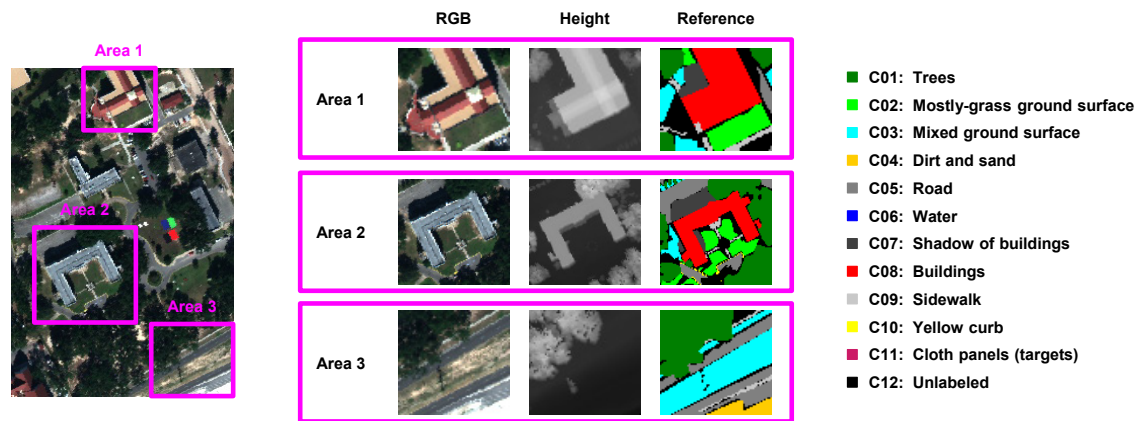 RGB Height Reference
Area 1
Area 1
Area 2
Area 2
Area 3
Area 3
C01: Trees
C02: Mostly-grass ground surface
C03: Mixed ground surface
C04: Dirt and sand
C05: Road
C06: Water
C07: Shadow of buildings
C08: Buildings
C09: Sidewalk
C10: Yellow curb
C11: Cloth panels (targets)
C12: Unlabeled